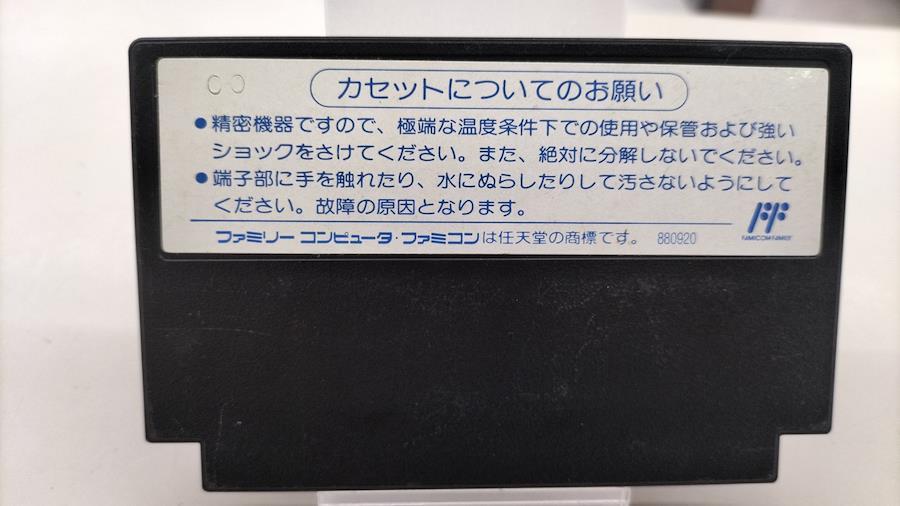 カセットについてのお願い
●精密機器ですので、極端な温度条件下での使用や保管および強い
ショックをさけてください。また、絶対に分解しないでください。
●端子部に手を触れたり、水にぬらしたりして汚さないようにして
ください。故障の原因となります。
FAMICOM FAMILY
ファミリー コンピュータ・ファミコンは任天堂の商標です。 880920